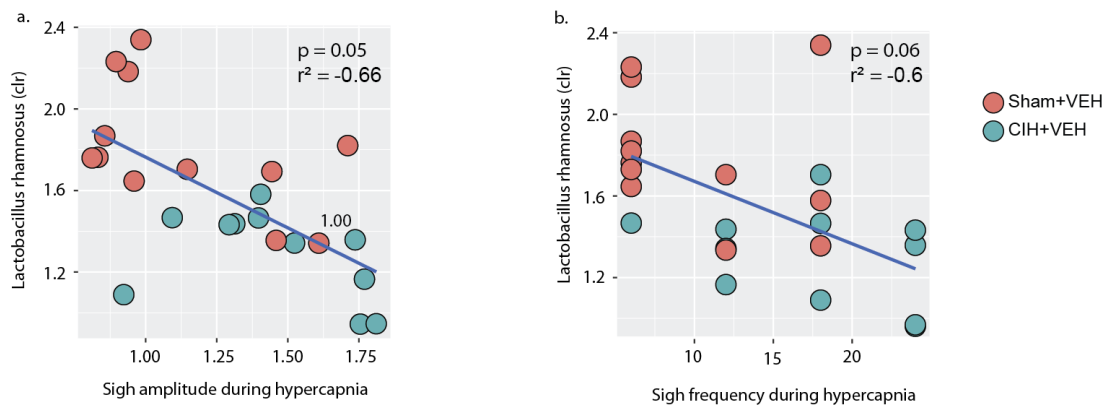 a.
2.4
2.0
1.6
1.2
Lactobacillus rhamnosus (clr)
p = 0.05
r² = -0.66
1.00
1.00
1.25
1.50
1.75
Sigh amplitude during hypercapnia
b.
2.4
2.0
1.6
1.2
Lactobacillus rhamnosus (clr)
p = 0.06
r² = -0.6
10
15
20
Sigh frequency during hypercapnia
Sham+VEH
CIH+VEH